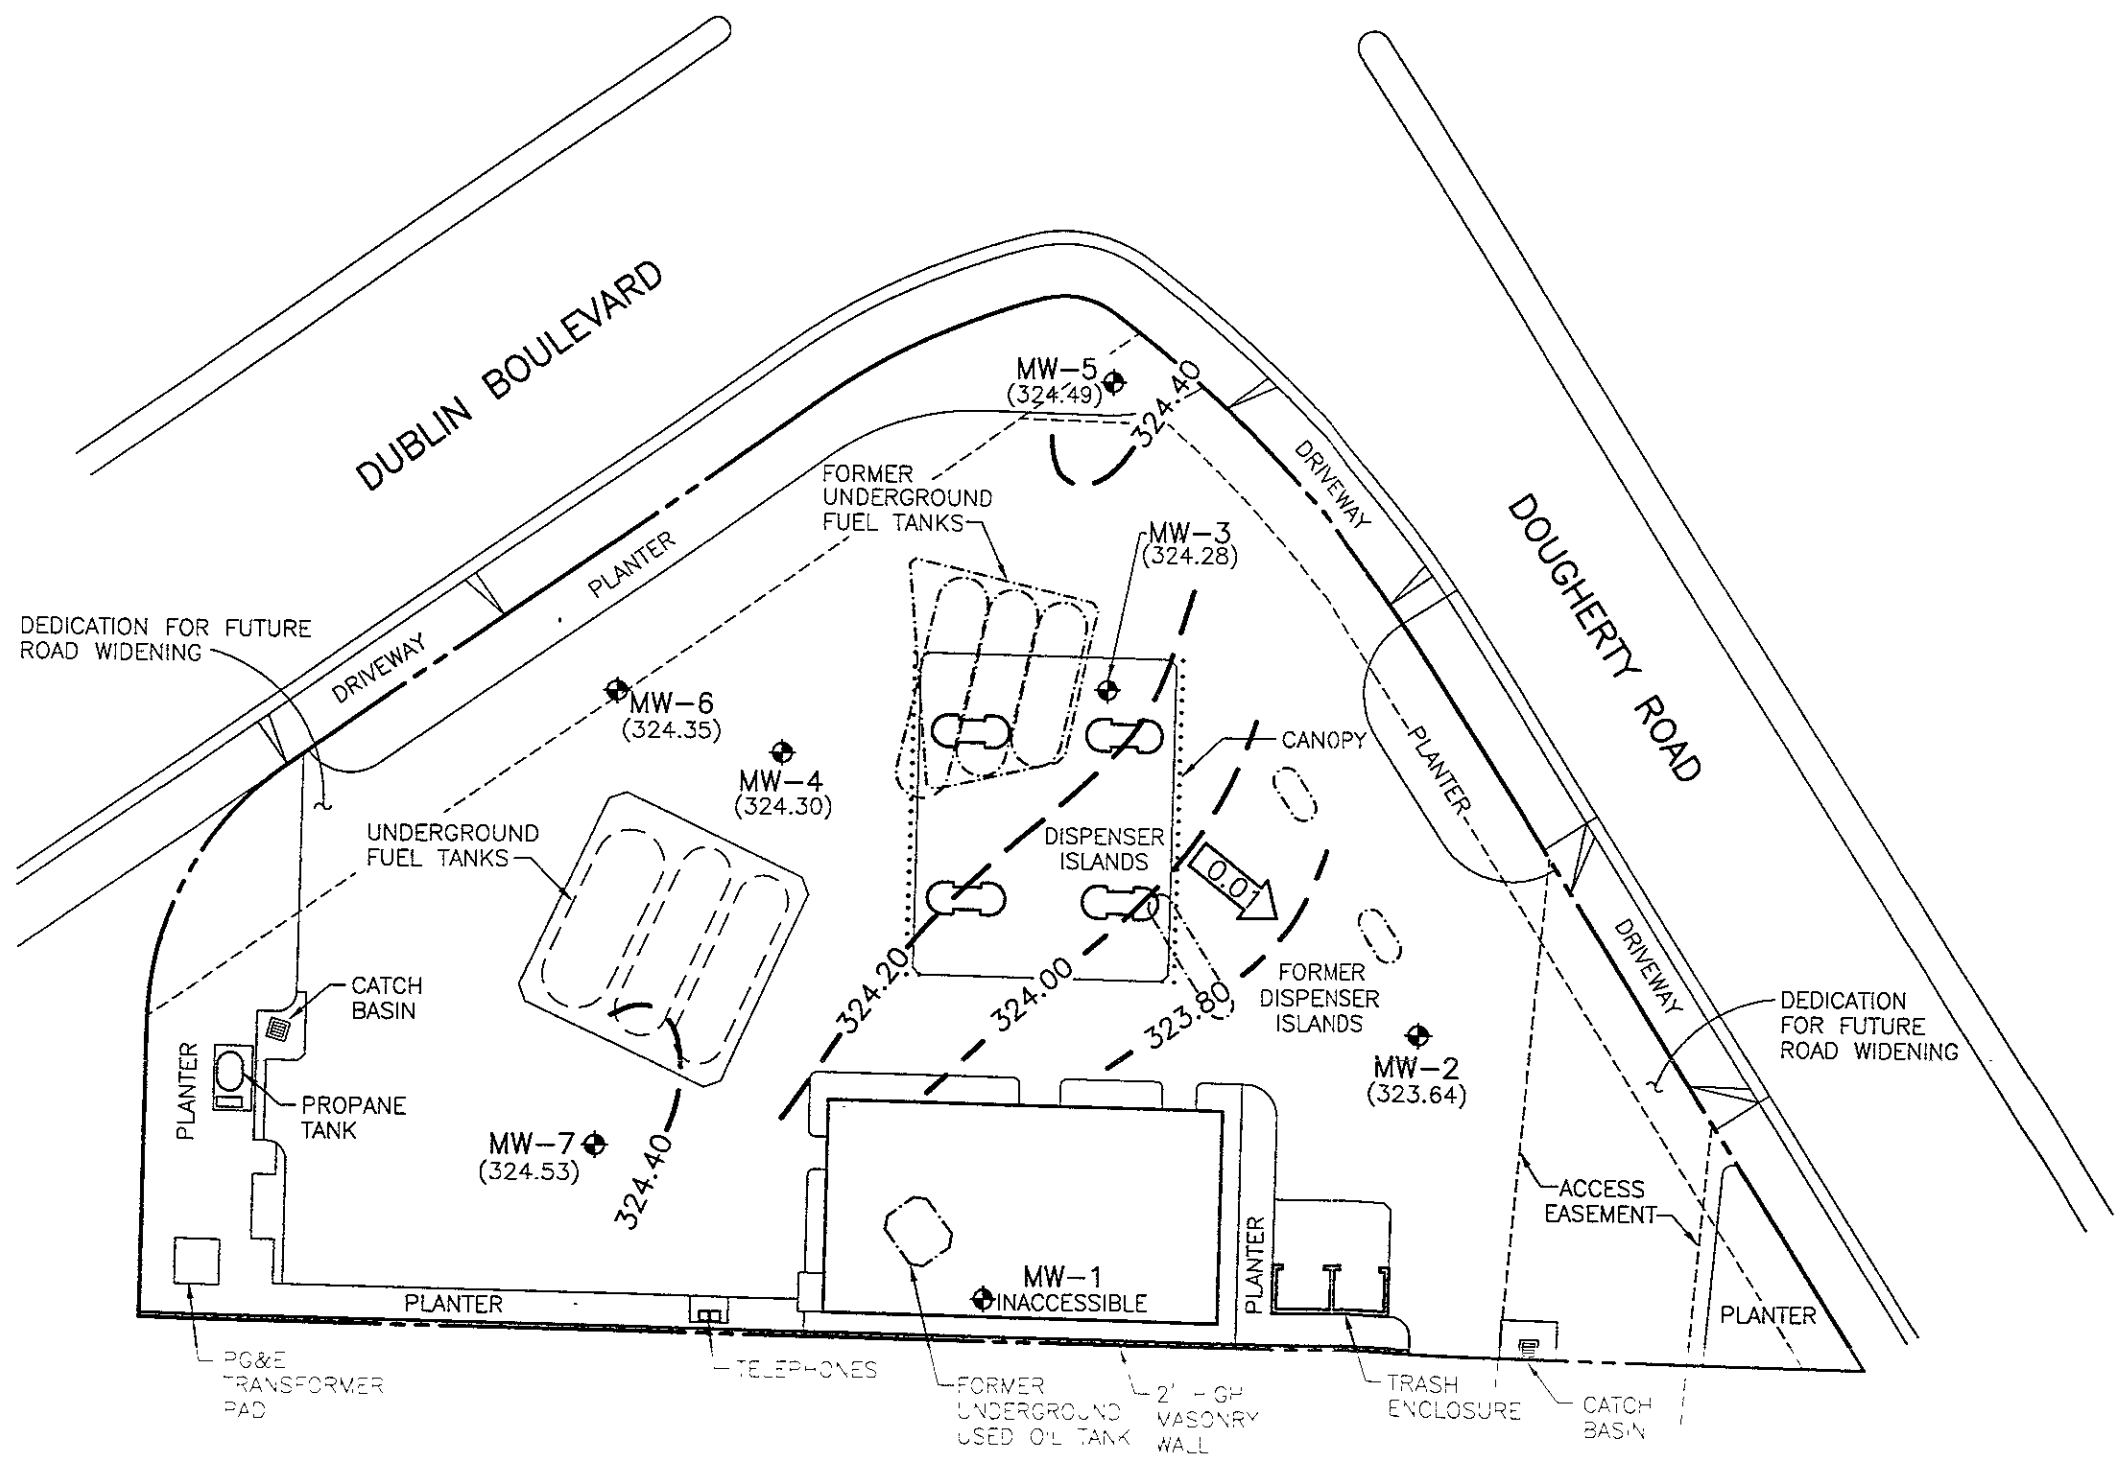 DUBLIN BOULEVARD
DOUGHERTY ROAD
MW-5
(324.49)
324.40
DRIVEWAY
FORMER
UNDERGROUND
FUEL TANKS
MW-3
(324.28)
PLANTER
DEDICATION FOR FUTURE
ROAD WIDENING
DRIVEWAY
MW-6
(324.35)
MW-4
(324.30)
CANOPY
PLANTER
UNDERGROUND
FUEL TANKS
DISPENSER
ISLANDS
0.01
DRIVEWAY
324.20
324.00
323.80
FORMER
DISPENSER
ISLANDS
CATCH
BASIN
DEDICATION
FOR FUTURE
ROAD WIDENING
PLANTER
MW-2
(323.64)
PROPANE
TANK
MW-7
(324.53)
324.40
ACCESS
EASEMENT
PLANTER
MW-1
INACCESSIBLE
PLANTER
PLANTER
PG&E
TRANSFORMER
PAD
TELEPHONES
FORMER
UNDERGROUND
USED OIL TANK
2' HIGH
MASONRY
WALL
TRASH
ENCLOSURE
CATCH
BASIN